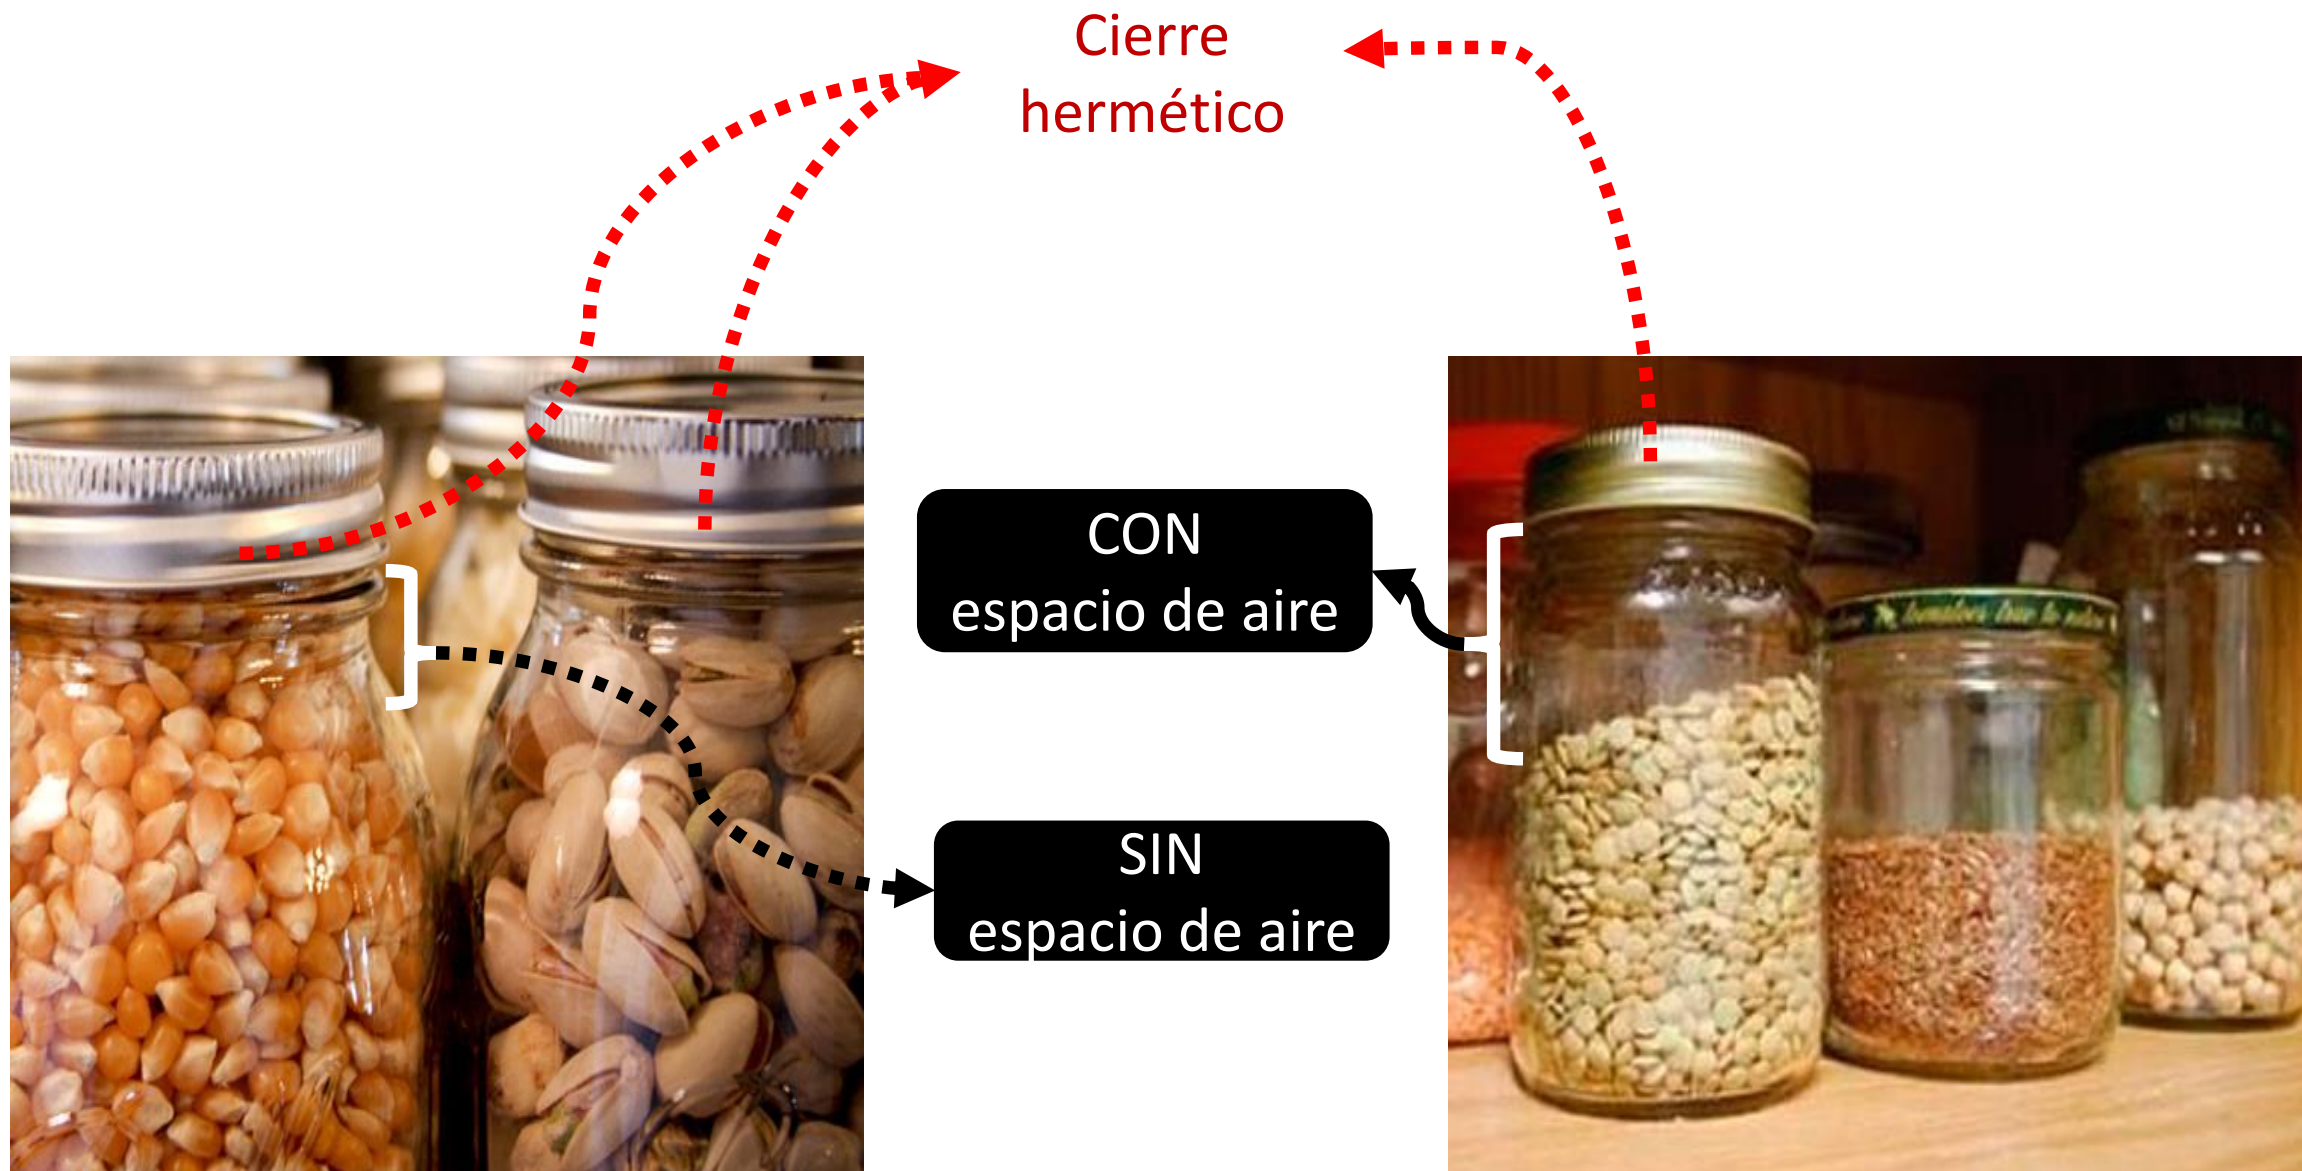 Cierre
hermético
CON
espacio de aire
SIN
espacio de aire